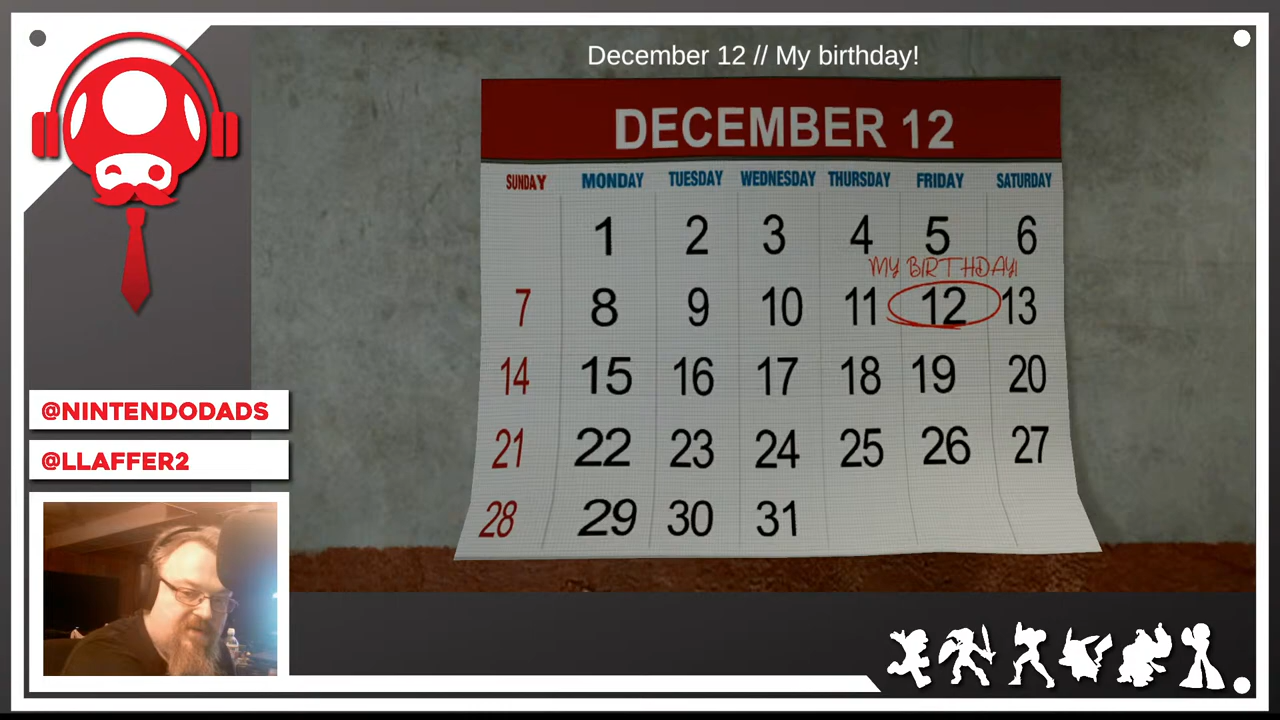 December 12 // My birthday!
DECEMBER 12
SUNDAY MONDAY TUESDAY WEDNESDAY THURSDAY FRIDAY SATURDAY
1 2 3 4 5 6
MY BIRTHDAY!
7 8 9 10 11 12 13
14 15 16 17 18 19 20
21 22 23 24 25 26 27
28 29 30 31
@NINTENDODADS
@LLAFFER2